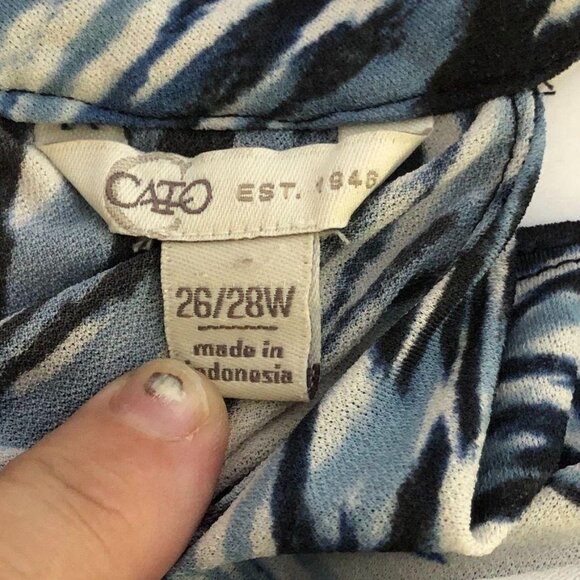 CATO EST. 1946
26/28W
made in
indonesia